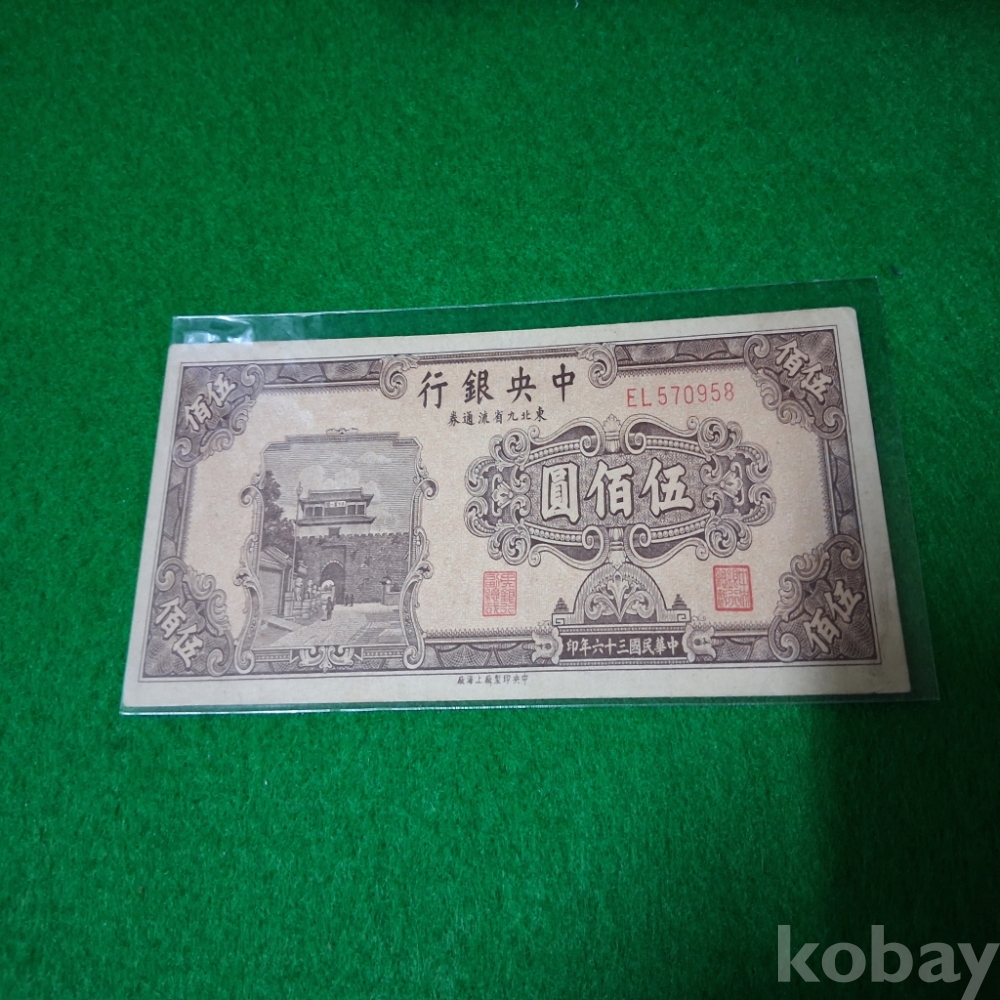 中央銀行
東北九省流通券
EL570958
伍佰
伍佰
伍佰圓
伍佰
伍佰
中華民國三十六年印
中央印製廠上海廠
kobay